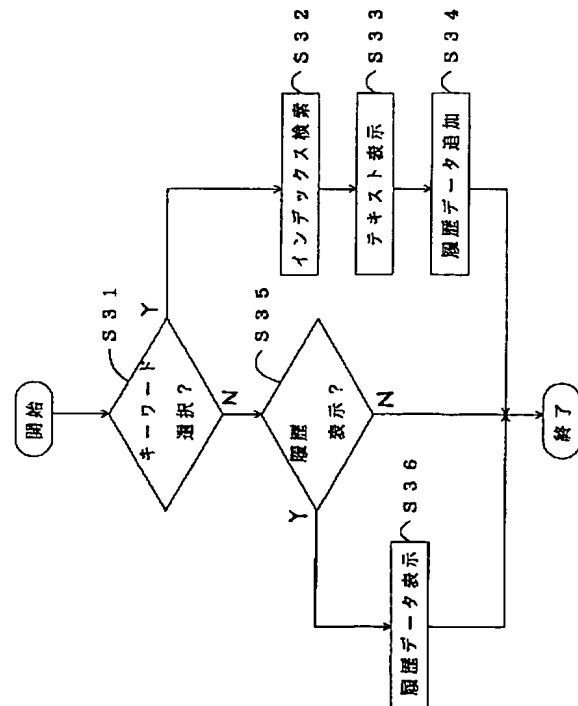 開始
キーワード
選択?
S31
Y
N
インデックス検索
S32
テキスト表示
S33
履歴データ追加
S34
履歴
表示?
S35
Y
N
履歴データ表示
S36
終了